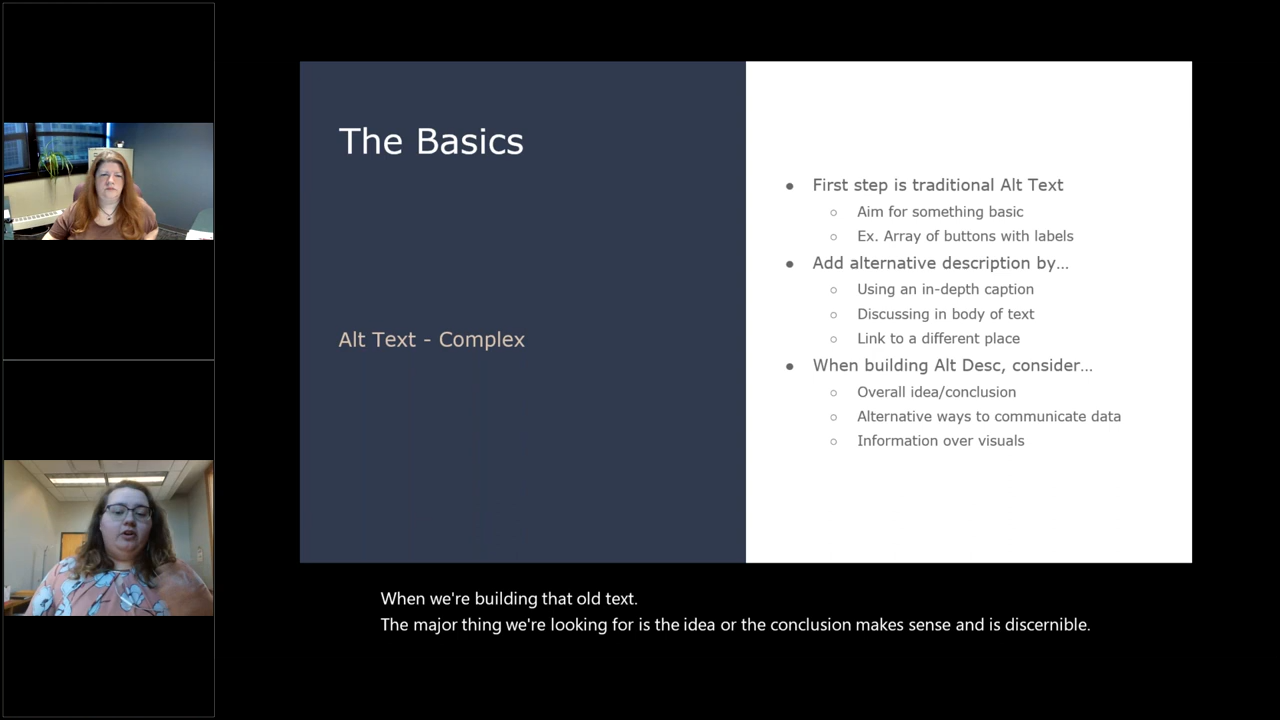 The Basics
Alt Text - Complex
● First step is traditional Alt Text
○ Aim for something basic
○ Ex. Array of buttons with labels
● Add alternative description by…
○ Using an in-depth caption
○ Discussing in body of text
○ Link to a different place
● When building Alt Desc, consider…
○ Overall idea/conclusion
○ Alternative ways to communicate data
○ Information over visuals
When we're building that old text.
The major thing we're looking for is the idea or the conclusion makes sense and is discernible.